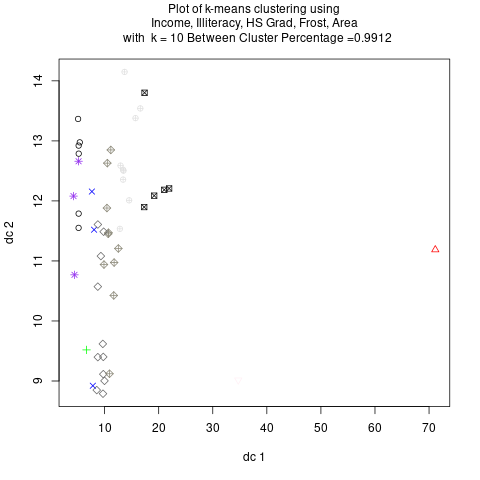 Plot of k-means clustering using
Income, Illiteracy, HS Grad, Frost, Area
with k = 10 Between Cluster Percentage =0.9912
14
13
12
11
10
9
dc 2
10 20 30 40 50 60 70
dc 1